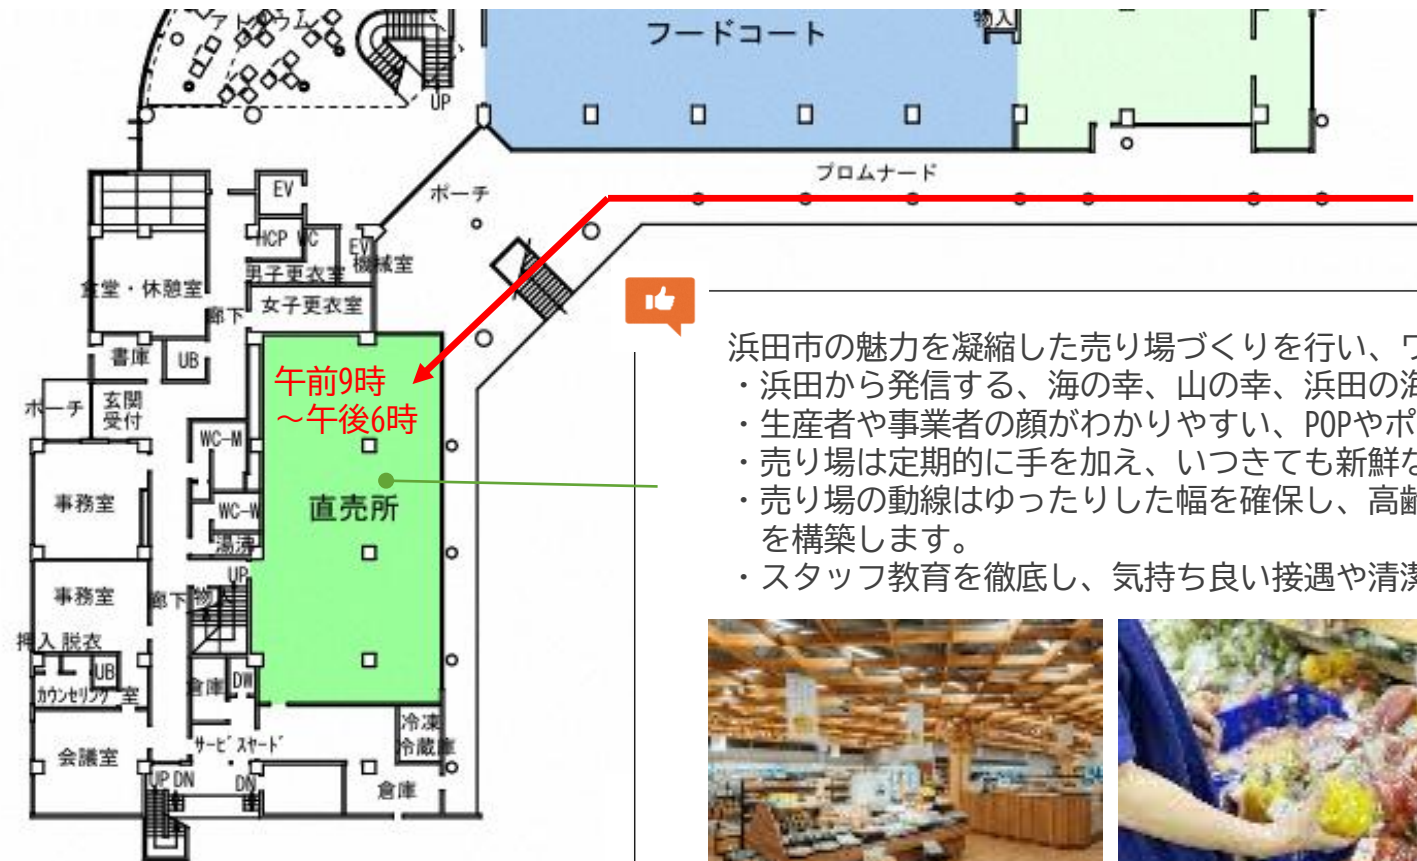 アトリウム
フードコート
物入
UP
プロムナード
ポーチ
EV
HCP WC
EV
機械室
男子更衣室
食堂・休憩室
女子更衣室
廊下
書庫
UB
午前9時
～午後6時
ポーチ
玄関
受付
WC-M
事務室
WC-W
直売所
湯沸
UP
事務室
廊下
物入
押入
脱衣
UB
倉庫
DW
カウンセリング室
冷凍
冷蔵庫
サービスヤード
会議室
UP
DN
DN
倉庫
浜田市の魅力を凝縮した売り場づくりを行い、ワ
・浜田から発信する、海の幸、山の幸、浜田の海
・生産者や事業者の顔がわかりやすい、POPやポ
・売り場は定期的に手を加え、いつきても新鮮な
・売り場の動線はゆったりした幅を確保し、高齢
を構築します。
・スタッフ教育を徹底し、気持ち良い接遇や清潔